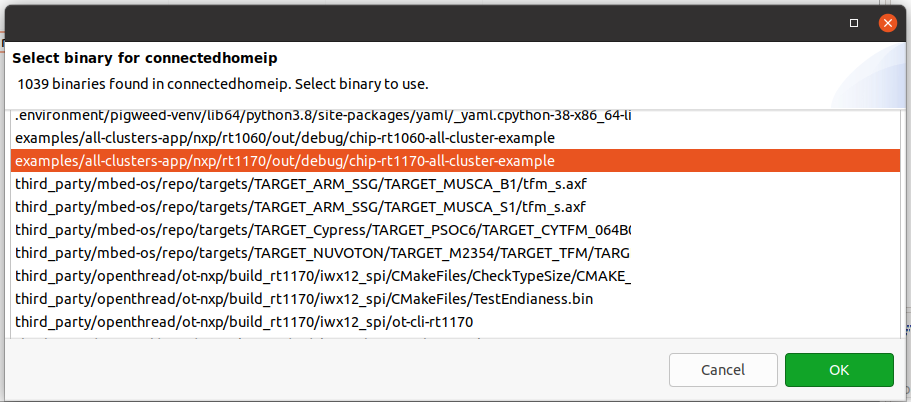 Select binary for connectedhomeip
1039 binaries found in connectedhomeip. Select binary to use.
.environment/pigweed-venv/lib64/python3.8/site-packages/yaml/_yaml.cpython-38-x86_64-li
examples/all-clusters-app/nxp/rt1060/out/debug/chip-rt1060-all-cluster-example
examples/all-clusters-app/nxp/rt1170/out/debug/chip-rt1170-all-cluster-example
third_party/mbed-os/repo/targets/TARGET_ARM_SSG/TARGET_MUSCA_B1/tfm_s.axf
third_party/mbed-os/repo/targets/TARGET_ARM_SSG/TARGET_MUSCA_S1/tfm_s.axf
third_party/mbed-os/repo/targets/TARGET_Cypress/TARGET_PSOC6/TARGET_CYTFM_064B0
third_party/mbed-os/repo/targets/TARGET_NUVOTON/TARGET_M2354/TARGET_TFM/TARG
third_party/openthread/ot-nxp/build_rt1170/iwx12_spi/CMakeFiles/CheckTypeSize/CMAKE_
third_party/openthread/ot-nxp/build_rt1170/iwx12_spi/CMakeFiles/TestEndianess.bin
third_party/openthread/ot-nxp/build_rt1170/iwx12_spi/ot-cli-rt1170
Cancel
OK